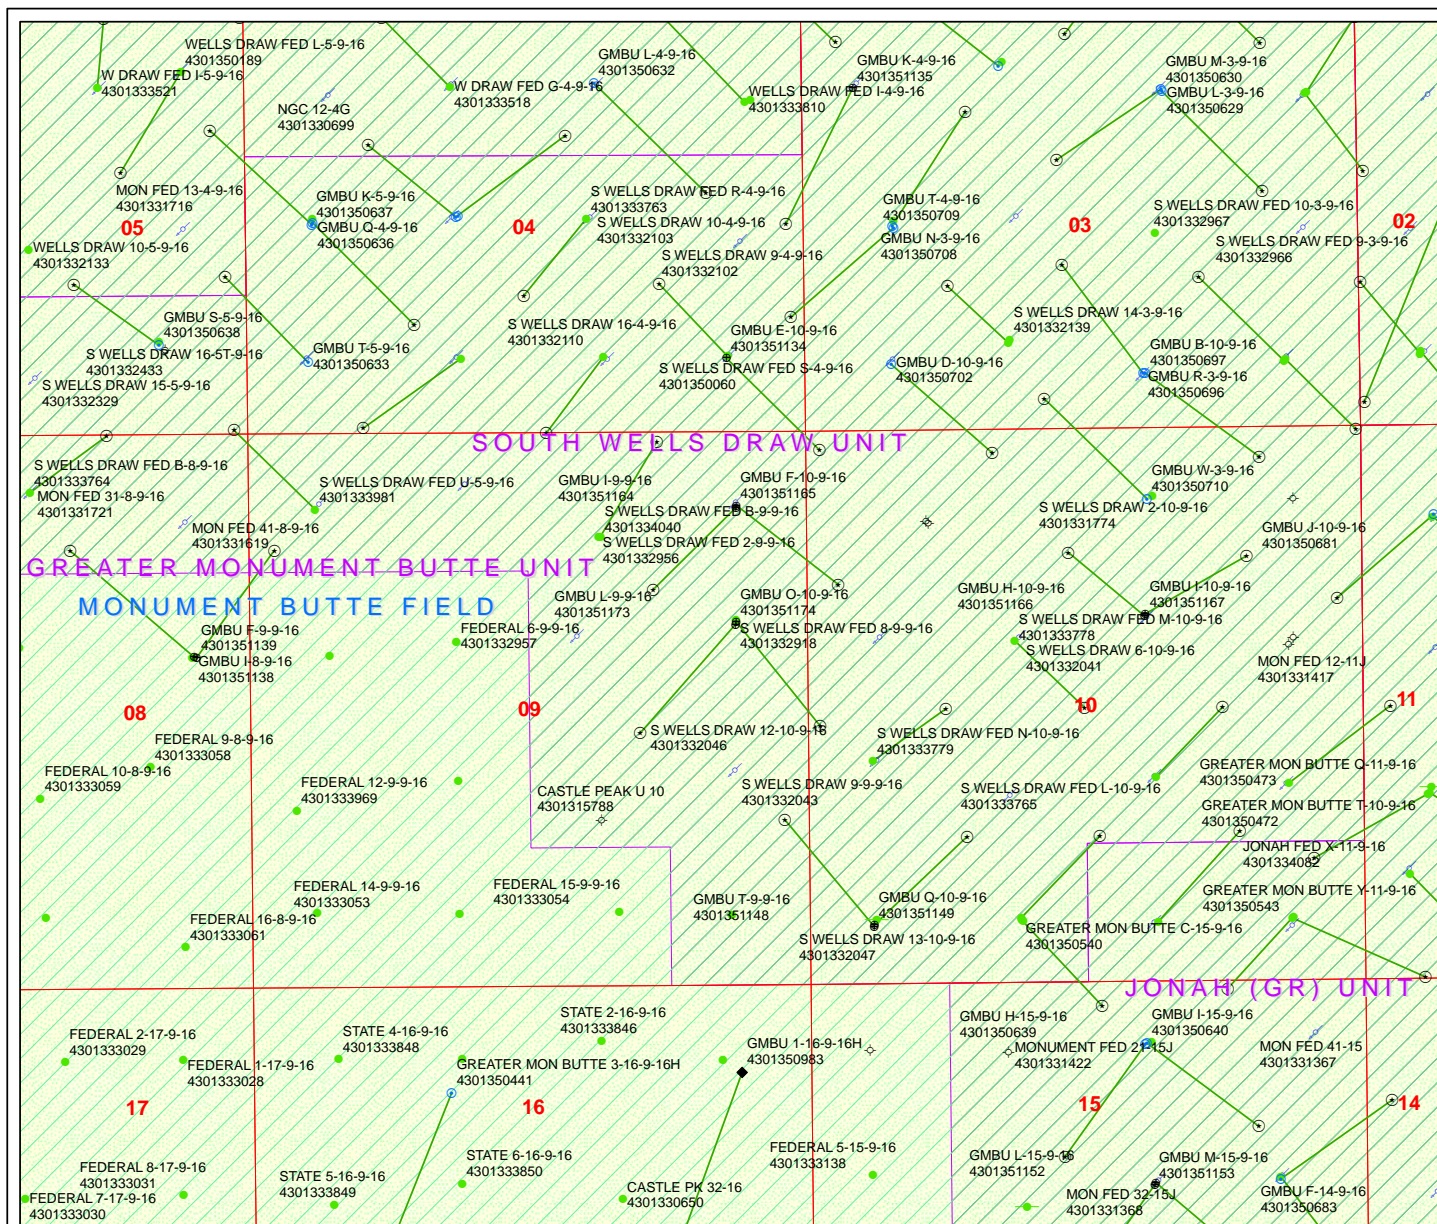 WELLS DRAW FED L-5-9-16
4301350189
W DRAW FED I-5-9-16
4301333521
NGC 12-4G
4301330699
W DRAW FED G-4-9-16
4301333518
GMBU L-4-9-16
4301350632
WELLS DRAW FED I-4-9-16
4301333810
GMBU K-4-9-16
4301351135
GMBU M-3-9-16
4301350630
GMBU L-3-9-16
4301350629
MON FED 13-4-9-16
4301331716
05
GMBU K-5-9-16
4301350637
GMBU Q-4-9-16
4301350636
04
S WELLS DRAW FED R-4-9-16
4301333763
S WELLS DRAW 10-4-9-16
4301332103
S WELLS DRAW 9-4-9-16
4301332102
GMBU T-4-9-16
4301350709
GMBU N-3-9-16
4301350708
03
S WELLS DRAW FED 10-3-9-16
4301332967
S WELLS DRAW FED 9-3-9-16
4301332966
02
WELLS DRAW 10-5-9-16
4301332133
GMBU S-5-9-16
4301350638
S WELLS DRAW 16-5T-9-16
4301332433
S WELLS DRAW 15-5-9-16
4301332329
GMBU T-5-9-16
4301350633
S WELLS DRAW 16-4-9-16
4301332110
GMBU E-10-9-16
4301351134
S WELLS DRAW FED S-4-9-16
4301350060
GMBU D-10-9-16
4301350702
S WELLS DRAW 14-3-9-16
4301332139
GMBU B-10-9-16
4301350697
GMBU R-3-9-16
4301350696
SOUTH WELLS DRAW UNIT
S WELLS DRAW FED B-8-9-16
4301333764
MON FED 31-8-9-16
4301331721
S WELLS DRAW FED U-5-9-16
4301333981
MON FED 41-8-9-16
4301331619
GMBU I-9-9-16
4301351164
S WELLS DRAW FED B-9-9-16
4301334040
S WELLS DRAW FED 2-9-9-16
4301332956
GMBU F-10-9-16
4301351165
GMBU W-3-9-16
4301350710
S WELLS DRAW 2-10-9-16
4301331774
GMBU J-10-9-16
4301350681
GREATER MONUMENT BUTTE UNIT
MONUMENT BUTTE FIELD
GMBU L-9-9-16
4301351173
GMBU O-10-9-16
4301351174
S WELLS DRAW FED 8-9-9-16
4301332918
GMBU H-10-9-16
4301351166
GMBU I-10-9-16
4301351167
S WELLS DRAW FED M-10-9-16
4301333778
S WELLS DRAW 6-10-9-16
4301332041
MON FED 12-11J
4301331417
GMBU F-9-9-16
4301351139
GMBU I-8-9-16
4301351138
FEDERAL 6-9-9-16
4301332957
08
09
10
11
S WELLS DRAW 12-10-9-16
4301332046
S WELLS DRAW FED N-10-9-16
4301333779
FEDERAL 9-8-9-16
4301333058
FEDERAL 10-8-9-16
4301333059
FEDERAL 12-9-9-16
4301333969
CASTLE PEAK U 10
4301315788
S WELLS DRAW 9-9-9-16
4301332043
S WELLS DRAW FED L-10-9-16
4301333765
GREATER MON BUTTE Q-11-9-16
4301350473
GREATER MON BUTTE T-10-9-16
4301350472
JONAH FED X-11-9-16
4301334082
FEDERAL 14-9-9-16
4301333053
FEDERAL 15-9-9-16
4301333054
GMBU T-9-9-16
4301351148
GMBU Q-10-9-16
4301351149
GREATER MON BUTTE Y-11-9-16
4301350543
FEDERAL 16-8-9-16
4301333061
S WELLS DRAW 13-10-9-16
4301332047
GREATER MON BUTTE C-15-9-16
4301350540
JONAH (GR) UNIT
FEDERAL 2-17-9-16
4301333029
FEDERAL 1-17-9-16
4301333028
STATE 4-16-9-16
4301333848
STATE 2-16-9-16
4301333846
GREATER MON BUTTE 3-16-9-16H
4301350441
GMBU 1-16-9-16H
4301350983
GMBU H-15-9-16
4301350639
MONUMENT FED 21-15J
4301331422
GMBU I-15-9-16
4301350640
MON FED 41-15
4301331367
17
16
15
14
FEDERAL 8-17-9-16
4301333031
FEDERAL 7-17-9-16
4301333030
STATE 5-16-9-16
4301333849
STATE 6-16-9-16
4301333850
CASTLE PK 32-16
4301330650
FEDERAL 5-15-9-16
4301333138
GMBU L-15-9-16
4301351152
GMBU M-15-9-16
4301351153
MON FED 32-15J
4301331368
GMBU F-14-9-16
4301350683